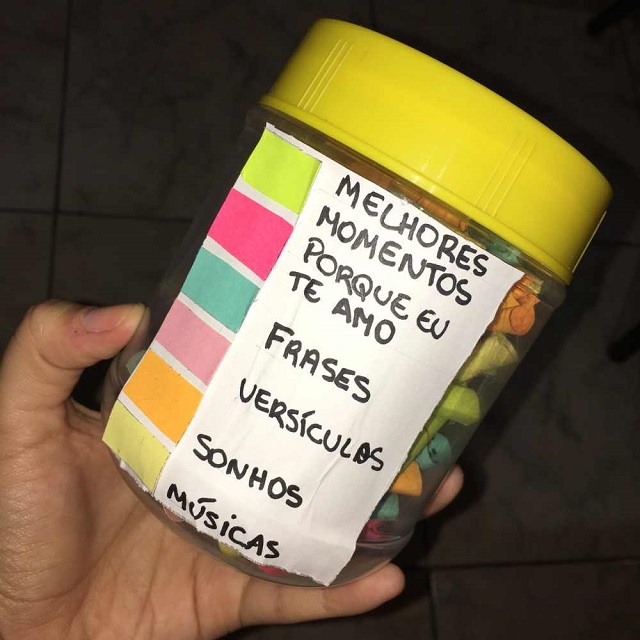 MELHORES
MOMENTOS
PORQUE EU
TE AMO
FRASES
VERSÍCULOS
SONHOS
MÚSICAS